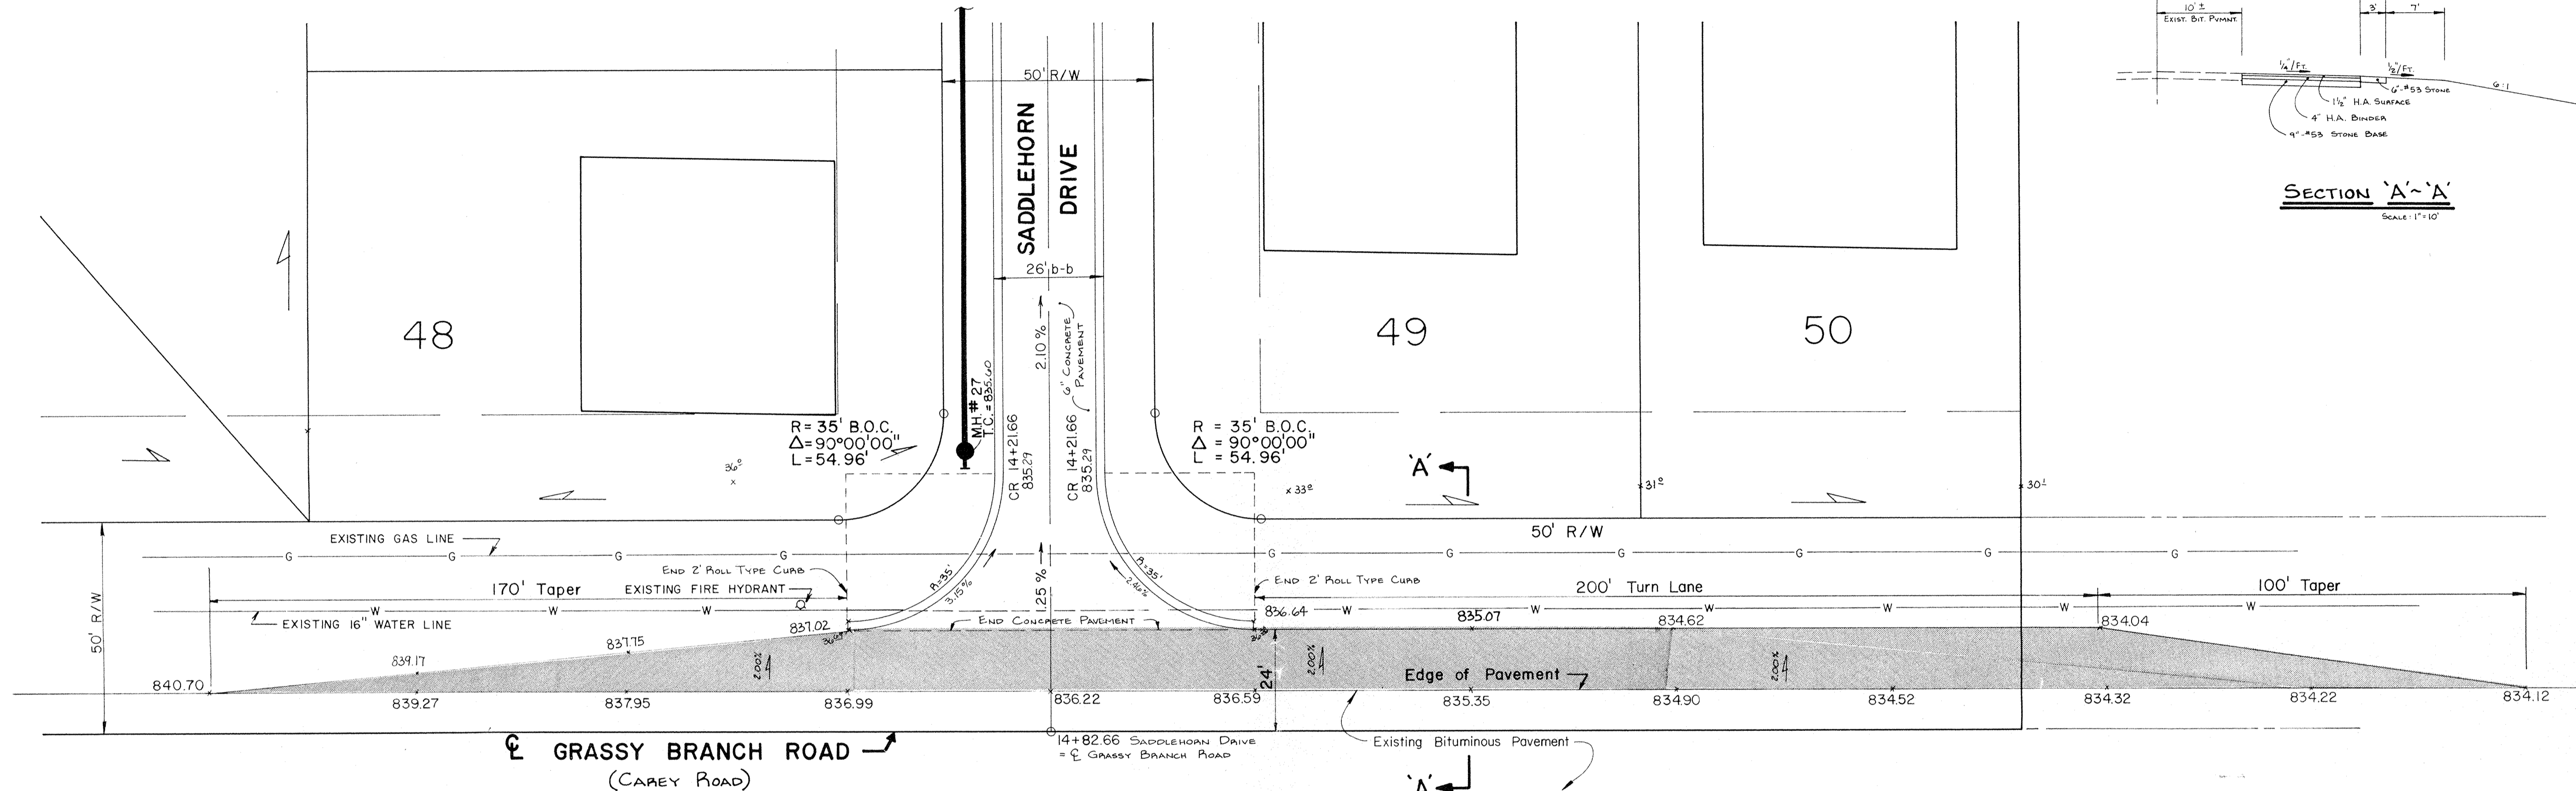 10' ±
EXIST. BIT. PVMNT.
3'
7'
1/4"/FT.
1/2"/FT.
6:1
6"-#53 STONE
1½" H.A. SURFACE
4" H.A. BINDER
9"-#53 STONE BASE
SECTION 'A'~'A'
SCALE: 1"=10'
50' R/W
SADDLEHORN
DRIVE
26' b-b
48
49
50
2.10 %
6" CONCRETE
PAVEMENT
M.H. # 27
T.C. = 835.60
R = 35' B.O.C.
Δ = 90°00'00"
L = 54.96'
R = 35' B.O.C.
Δ = 90°00'00"
L = 54.96'
CR 14+21.66
835.29
CR 14+21.66
835.29
'A'
x
x
31º
50' R/W
50' R/W
EXISTING GAS LINE
G G G G G G G G G G
END 2' ROLL TYPE CURB
END 2' ROLL TYPE CURB
170' Taper
EXISTING FIRE HYDRANT
R=35'
3.15%
1.25 %
R=35'
2.46%
200' Turn Lane
100' Taper
W W W W W W W W W
EXISTING 16" WATER LINE
END CONCRETE PAVEMENT
836.64
837.02
837.75
839.17
840.70
835.07
834.62
834.04
2.00%
2.00%
2.00%
24'
Edge of Pavement
839.27
837.95
836.99
836.22
836.59
835.35
834.90
834.52
834.32
834.22
834.12
℄ GRASSY BRANCH ROAD
(CAREY ROAD)
14+82.66 SADDLEHORN DRIVE
= ℄ GRASSY BRANCH ROAD
Existing Bituminous Pavement
'A'